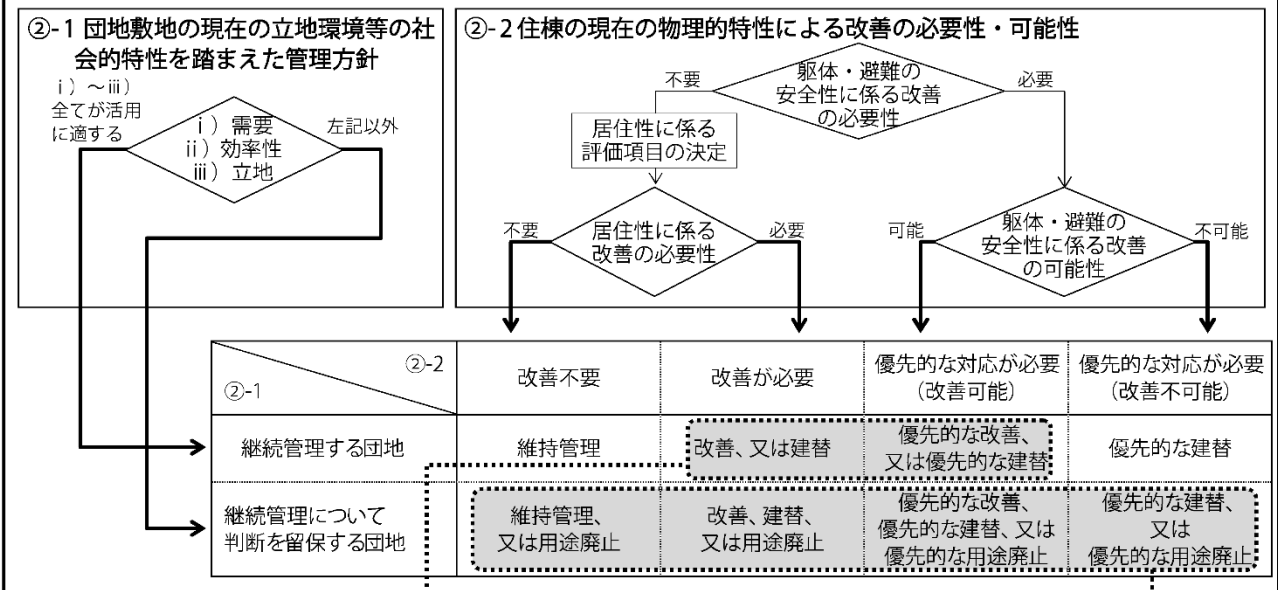 ②-1 団地敷地の現在の立地環境等の社
会的特性を踏まえた管理方針
ⅰ）～ⅲ）
全てが活用
に適する
ⅰ）需要
ⅱ）効率性
ⅲ）立地
左記以外
②-2 住棟の現在の物理的特性による改善の必要性・可能性
不要
躯体・避難の
安全性に係る改善
の必要性
必要
居住性に係る
評価項目の決定
不要
居住性に係る
改善の必要性
必要
可能
躯体・避難の
安全性に係る改善
の可能性
不可能
②-2
②-1
改善不要
改善が必要
優先的な対応が必要
（改善可能）
優先的な対応が必要
（改善不可能）
継続管理する団地
維持管理
改善、又は建替
優先的な改善、
又は優先的な建替
優先的な建替
継続管理について
判断を留保する団地
維持管理、
又は用途廃止
改善、建替、
又は用途廃止
優先的な改善、
優先的な建替、又は
優先的な用途廃止
優先的な建替、
又は
優先的な用途廃止